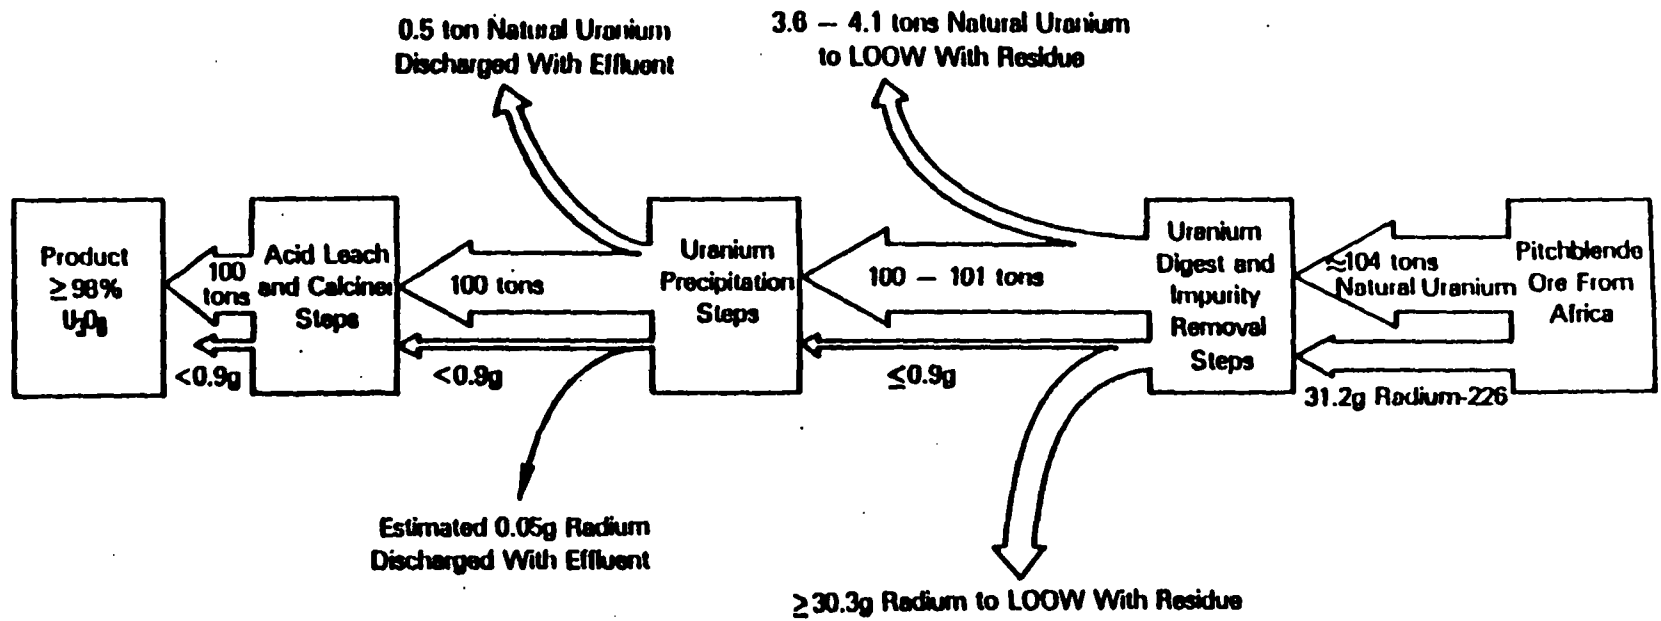 0.5 ton Natural Uranium
Discharged With Effluent
3.6 – 4.1 tons Natural Uranium
to LOOW With Residue
Product
≥ 98%
U₃O₈
100
tons
<0.9g
Acid Leach
and Calciner
Steps
100 tons
<0.9g
Uranium
Precipitation
Steps
100 – 101 tons
≤0.9g
Uranium
Digest and
Impurity
Removal
Steps
≈104 tons
Natural Uranium
31.2g Radium-226
Pitchblende
Ore From
Africa
Estimated 0.05g Radium
Discharged With Effluent
≥30.3g Radium to LOOW With Residue